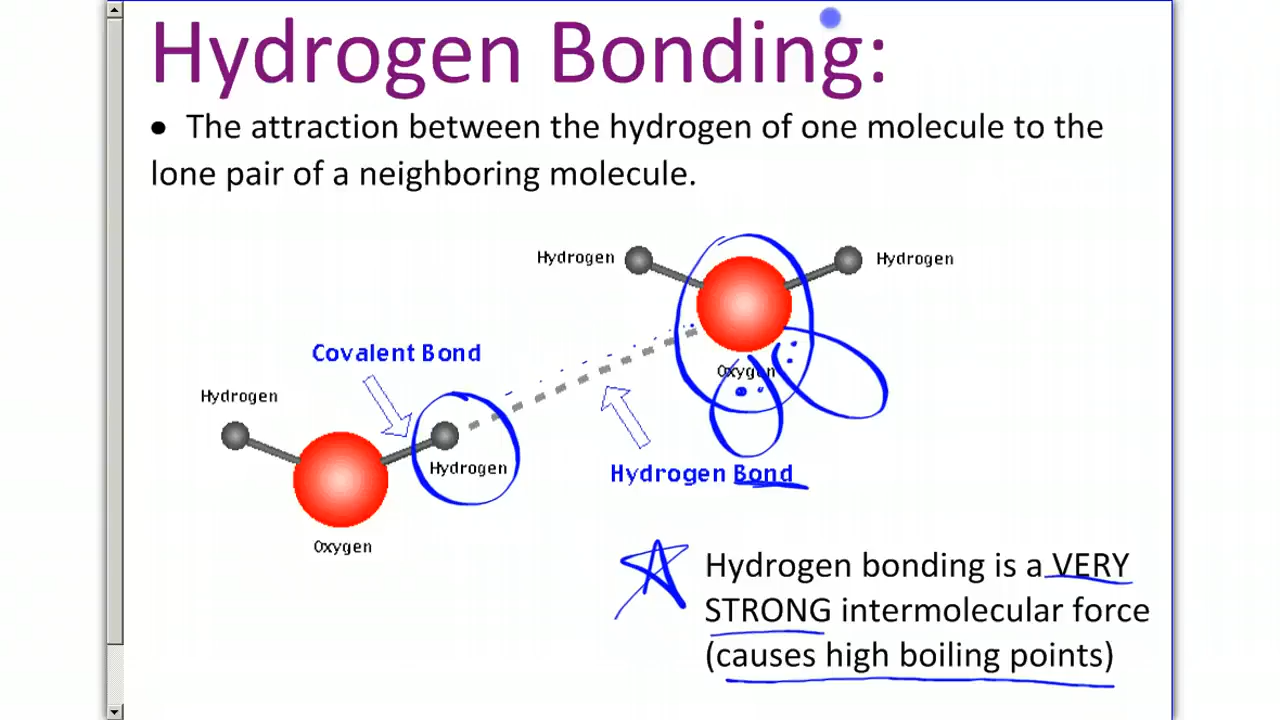 Hydrogen Bonding:
• The attraction between the hydrogen of one molecule to the
lone pair of a neighboring molecule.
Hydrogen
Hydrogen
Oxygen
Covalent Bond
Hydrogen
Hydrogen
Hydrogen Bond
Oxygen
Hydrogen bonding is a VERY
STRONG intermolecular force
(causes high boiling points)